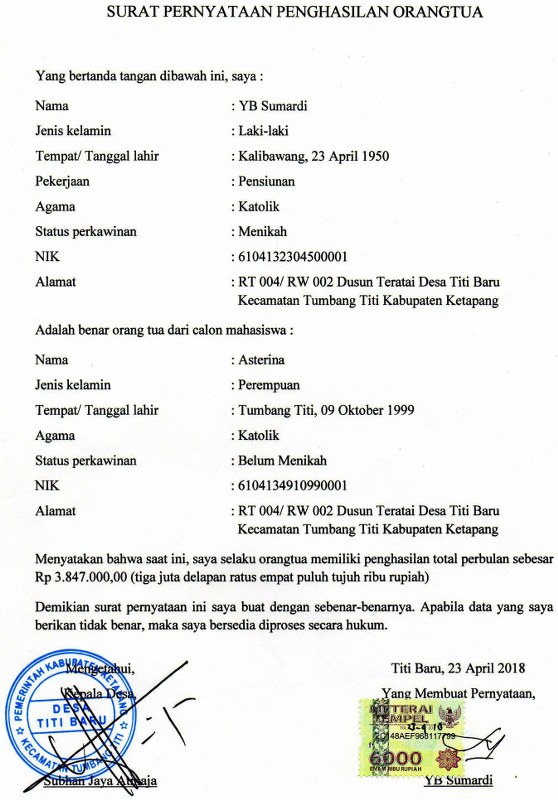 SURAT PERNYATAAN PENGHASILAN ORANGTUA
Yang bertanda tangan dibawah ini, saya :
Nama : YB Sumardi
Jenis kelamin : Laki-laki
Tempat/ Tanggal lahir : Kalibawang, 23 April 1950
Pekerjaan : Pensiunan
Agama : Katolik
Status perkawinan : Menikah
NIK : 6104132304500001
Alamat : RT 004/ RW 002 Dusun Teratai Desa Titi Baru
Kecamatan Tumbang Titi Kabupaten Ketapang
Adalah benar orang tua dari calon mahasiswa :
Nama : Asterina
Jenis kelamin : Perempuan
Tempat/ Tanggal lahir : Tumbang Titi, 09 Oktober 1999
Agama : Katolik
Status perkawinan : Belum Menikah
NIK : 6104134910990001
Alamat : RT 004/ RW 002 Dusun Teratai Desa Titi Baru
Kecamatan Tumbang Titi Kabupaten Ketapang
Menyatakan bahwa saat ini, saya selaku orangtua memiliki penghasilan total perbulan sebesar
Rp 3.847.000,00 (tiga juta delapan ratus empat puluh tujuh ribu rupiah)
Demikian surat pernyataan ini saya buat dengan sebenar-benarnya. Apabila data yang saya
berikan tidak benar, maka saya bersedia diproses secara hukum.
Mengetahui,
Kepala Desa,
PEMERINTAH KABUPATEN KETAPANG
DESA
TITI BARU
KECAMATAN TUMBANG TITI
Subhan Jaya
Titi Baru, 23 April 2018
Yang Membuat Pernyataan,
METERAI
TEMPEL
6000
ENAM RIBU RUPIAH
YB Sumardi